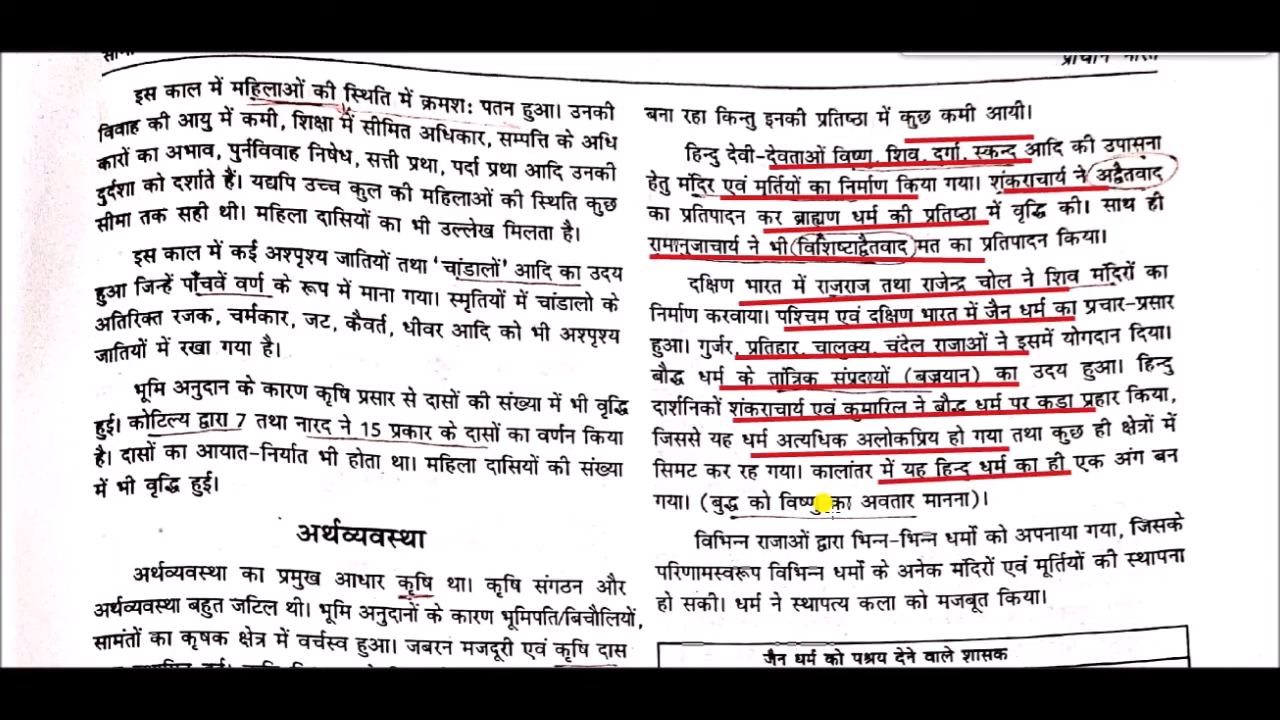 प्राचीन भारत
इस काल में महिलाओं की स्थिति में क्रमशः पतन हुआ। उनकी
विवाह की आयु में कमी, शिक्षा में सीमित अधिकार, सम्पत्ति के अधि
कारों का अभाव, पुर्नविवाह निषेध, सत्ती प्रथा, पर्दा प्रथा आदि उनकी
दुर्दशा को दर्शाते हैं। यद्यपि उच्च कुल की महिलाओं की स्थिति कुछ
सीमा तक सही थी। महिला दासियों का भी उल्लेख मिलता है।
इस काल में कई अश्पृश्य जातियों तथा 'चांडालों' आदि का उदय
हुआ जिन्हें पाँचवें वर्ण के रूप में माना गया। स्मृतियों में चांडालो के
अतिरिक्त रजक, चर्मकार, जट, कैवर्त, धीवर आदि को भी अश्पृश्य
जातियों में रखा गया है।
भूमि अनुदान के कारण कृषि प्रसार से दासों की संख्या में भी वृद्धि
हुई। कोटिल्य द्वारा 7 तथा नारद ने 15 प्रकार के दासों का वर्णन किया
है। दासों का आयात-निर्यात भी होता था। महिला दासियों की संख्या
में भी वृद्धि हुई।
अर्थव्यवस्था
अर्थव्यवस्था का प्रमुख आधार कृषि था। कृषि संगठन और
अर्थव्यवस्था बहुत जटिल थी। भूमि अनुदानों के कारण भूमिपति/बिचौलियों,
सामंतों का कृषक क्षेत्र में वर्चस्व हुआ। जबरन मजदूरी एवं कृषि दास
बना रहा किन्तु इनकी प्रतिष्ठा में कुछ कमी आयी।
हिन्दु देवी-देवताओं विष्णु, शिव, दुर्गा, स्कन्द आदि की उपासना
हेतु मंदिर एवं मूर्तियों का निर्माण किया गया। शंकराचार्य ने अद्वैतवाद
का प्रतिपादन कर ब्राह्मण धर्म की प्रतिष्ठा में वृद्धि की। साथ ही
रामानुजाचार्य ने भी विशिष्टाद्वैतवाद मत का प्रतिपादन किया।
दक्षिण भारत में राजराज तथा राजेन्द्र चोल ने शिव मंदिरों का
निर्माण करवाया। पश्चिम एवं दक्षिण भारत में जैन धर्म का प्रचार-प्रसार
हुआ। गुर्जर, प्रतिहार, चालुक्य, चंदेल राजाओं ने इसमें योगदान दिया।
बौद्ध धर्म के तांत्रिक संप्रदायों (बज्रयान) का उदय हुआ। हिन्दु
दार्शनिकों शंकराचार्य एवं कुमारिल ने बौद्ध धर्म पर कड़ा प्रहार किया,
जिससे यह धर्म अत्यधिक अलोकप्रिय हो गया तथा कुछ ही क्षेत्रों में
सिमट कर रह गया। कालांतर में यह हिन्दु धर्म का ही एक अंग बन
गया। (बुद्ध को विष्णु का अवतार मानना)।
विभिन्न राजाओं द्वारा भिन्न-भिन्न धर्मो को अपनाया गया, जिसके
परिणामस्वरूप विभिन्न धर्मो के अनेक मंदिरों एवं मूर्तियों की स्थापना
हो सकी। धर्म ने स्थापत्य कला को मजबूत किया।
जैन धर्म को पश्रय देने वाले शासक